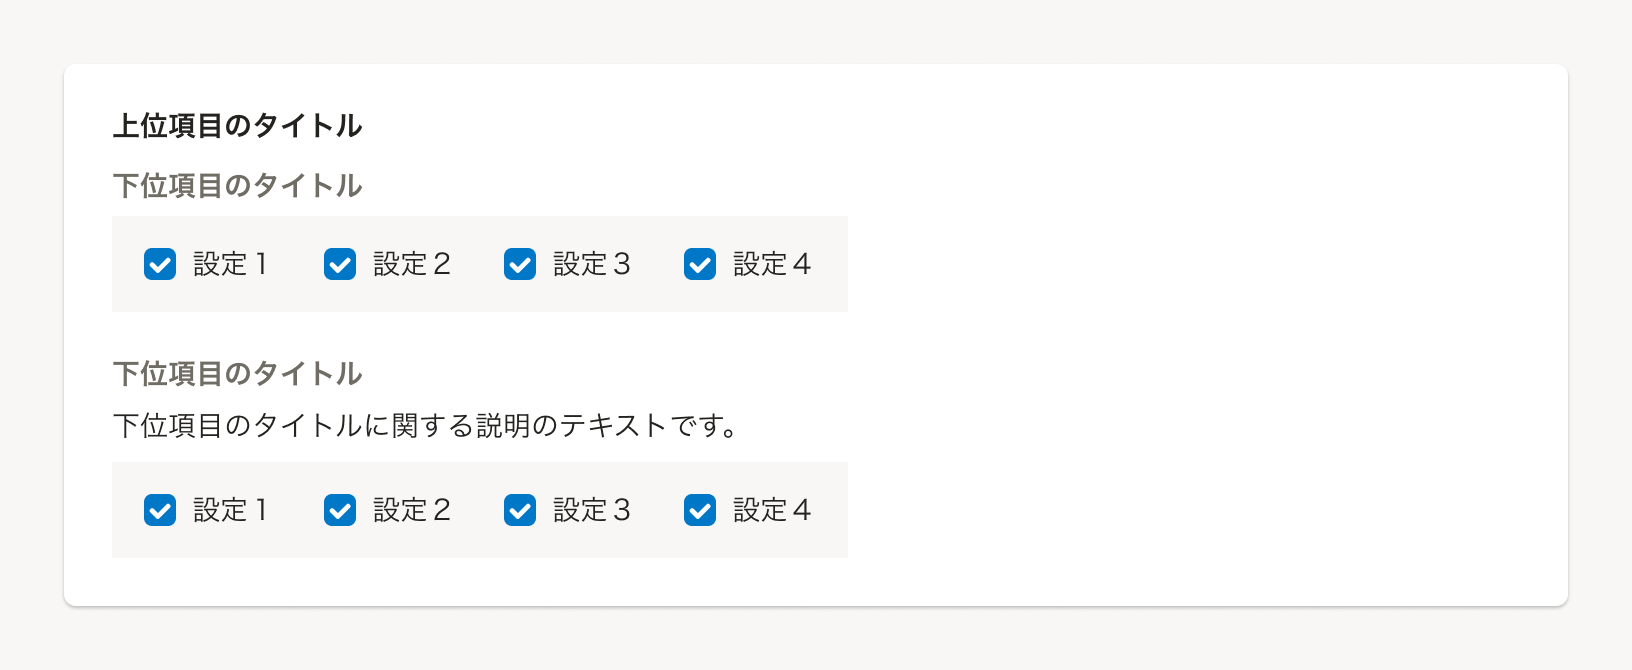 上位項目のタイトル
下位項目のタイトル
設定１ 設定２ 設定３ 設定４
下位項目のタイトル
下位項目のタイトルに関する説明のテキストです。
設定１ 設定２ 設定３ 設定４